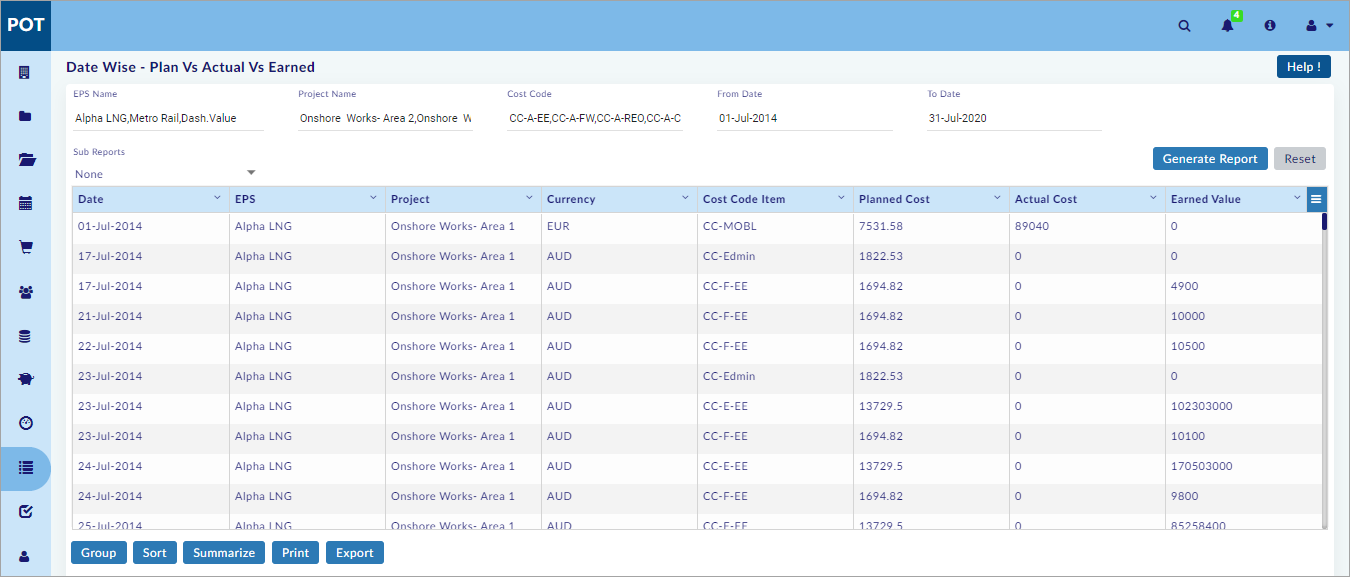 POT
4
Date Wise - Plan Vs Actual Vs Earned
Help !
EPS Name Project Name Cost Code From Date To Date
Alpha LNG,Metro Rail,Dash.Value Onshore Works- Area 2,Onshore W CC-A-EE,CC-A-FW,CC-A-REO,CC-A-C 01-Jul-2014 31-Jul-2020
Sub Reports
None
Generate Report Reset
Date EPS Project Currency Cost Code Item Planned Cost Actual Cost Earned Value
01-Jul-2014 Alpha LNG Onshore Works- Area 1 EUR CC-MOBL 7531.58 89040 0
17-Jul-2014 Alpha LNG Onshore Works- Area 1 AUD CC-Edmin 1822.53 0 0
17-Jul-2014 Alpha LNG Onshore Works- Area 1 AUD CC-F-EE 1694.82 0 4900
21-Jul-2014 Alpha LNG Onshore Works- Area 1 AUD CC-F-EE 1694.82 0 10000
22-Jul-2014 Alpha LNG Onshore Works- Area 1 AUD CC-F-EE 1694.82 0 10500
23-Jul-2014 Alpha LNG Onshore Works- Area 1 AUD CC-Edmin 1822.53 0 0
23-Jul-2014 Alpha LNG Onshore Works- Area 1 AUD CC-E-EE 13729.5 0 102303000
23-Jul-2014 Alpha LNG Onshore Works- Area 1 AUD CC-F-EE 1694.82 0 10100
24-Jul-2014 Alpha LNG Onshore Works- Area 1 AUD CC-E-EE 13729.5 0 170503000
24-Jul-2014 Alpha LNG Onshore Works- Area 1 AUD CC-F-EE 1694.82 0 9800
25-Jul-2014 Alpha LNG Onshore Works- Area 1 AUD CC-E-EE 13729.5 0 85258400
Group Sort Summarize Print Export